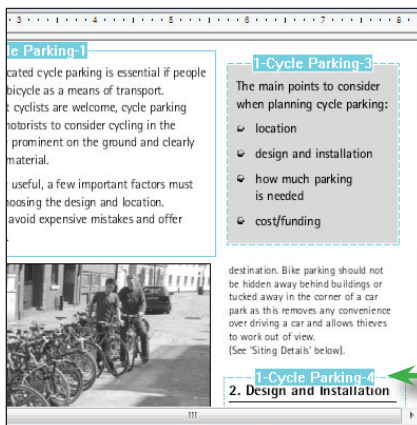 3 4 5 6 7 8
le Parking-1
cated cycle parking is essential if people
bicycle as a means of transport.
t cyclists are welcome, cycle parking
notorists to consider cycling in the
prominent on the ground and clearly
material.
useful, a few important factors must
hoosing the design and location.
avoid expensive mistakes and offer
1-Cycle Parking-3
The main points to consider
when planning cycle parking:
location
design and installation
how much parking
is needed
cost/funding
destination. Bike parking should not
be hidden away behind buildings or
tucked away in the corner of a car
park as this removes any convenience
over driving a car and allows thieves
to work out of view.
(See 'Siting Details' below).
1-Cycle Parking-4
2. Design and Installation